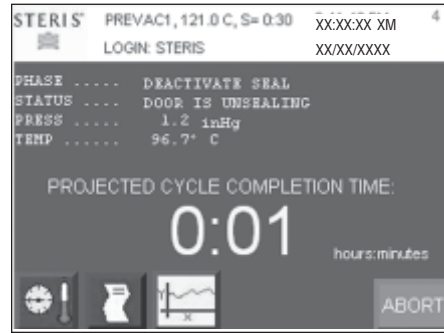 STERIS® PREVAC1, 121.0 C, S= 0:30 XX:XX:XX XM 4
LOGIN: STERIS XX/XX/XXXX
PHASE ..... DEACTIVATE SEAL
STATUS .... DOOR IS UNSEALING
PRESS ..... 1.2 inHg
TEMP ...... 96.7° C
PROJECTED CYCLE COMPLETION TIME:
0:01
hours:minutes
X
ABORT